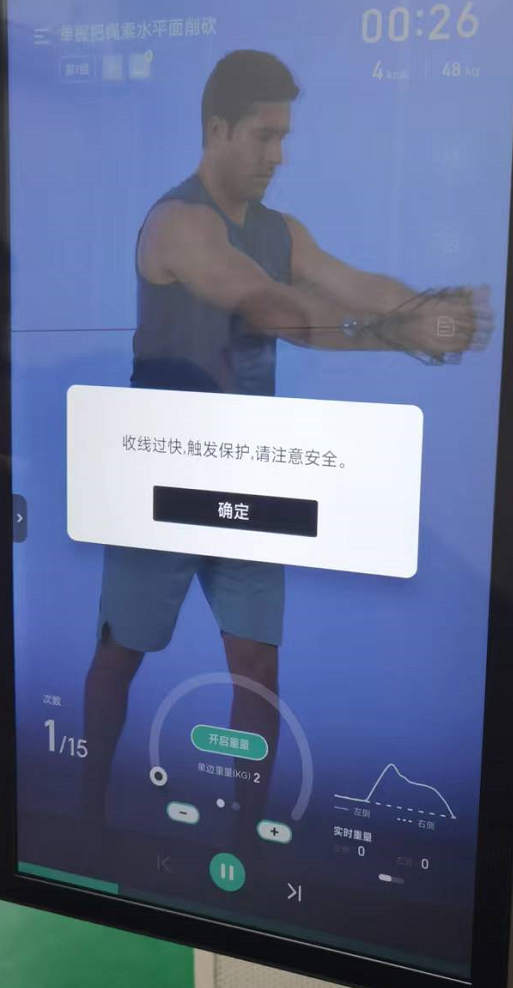 单臂把绳索水平面削砍
00:26
第1组
4 kcal
48 kg
收线过快,触发保护,请注意安全。
确定
次数
1/15
开启重量
单边重量(KG) 2
−
+
左侧
右侧
实时重量
0
0